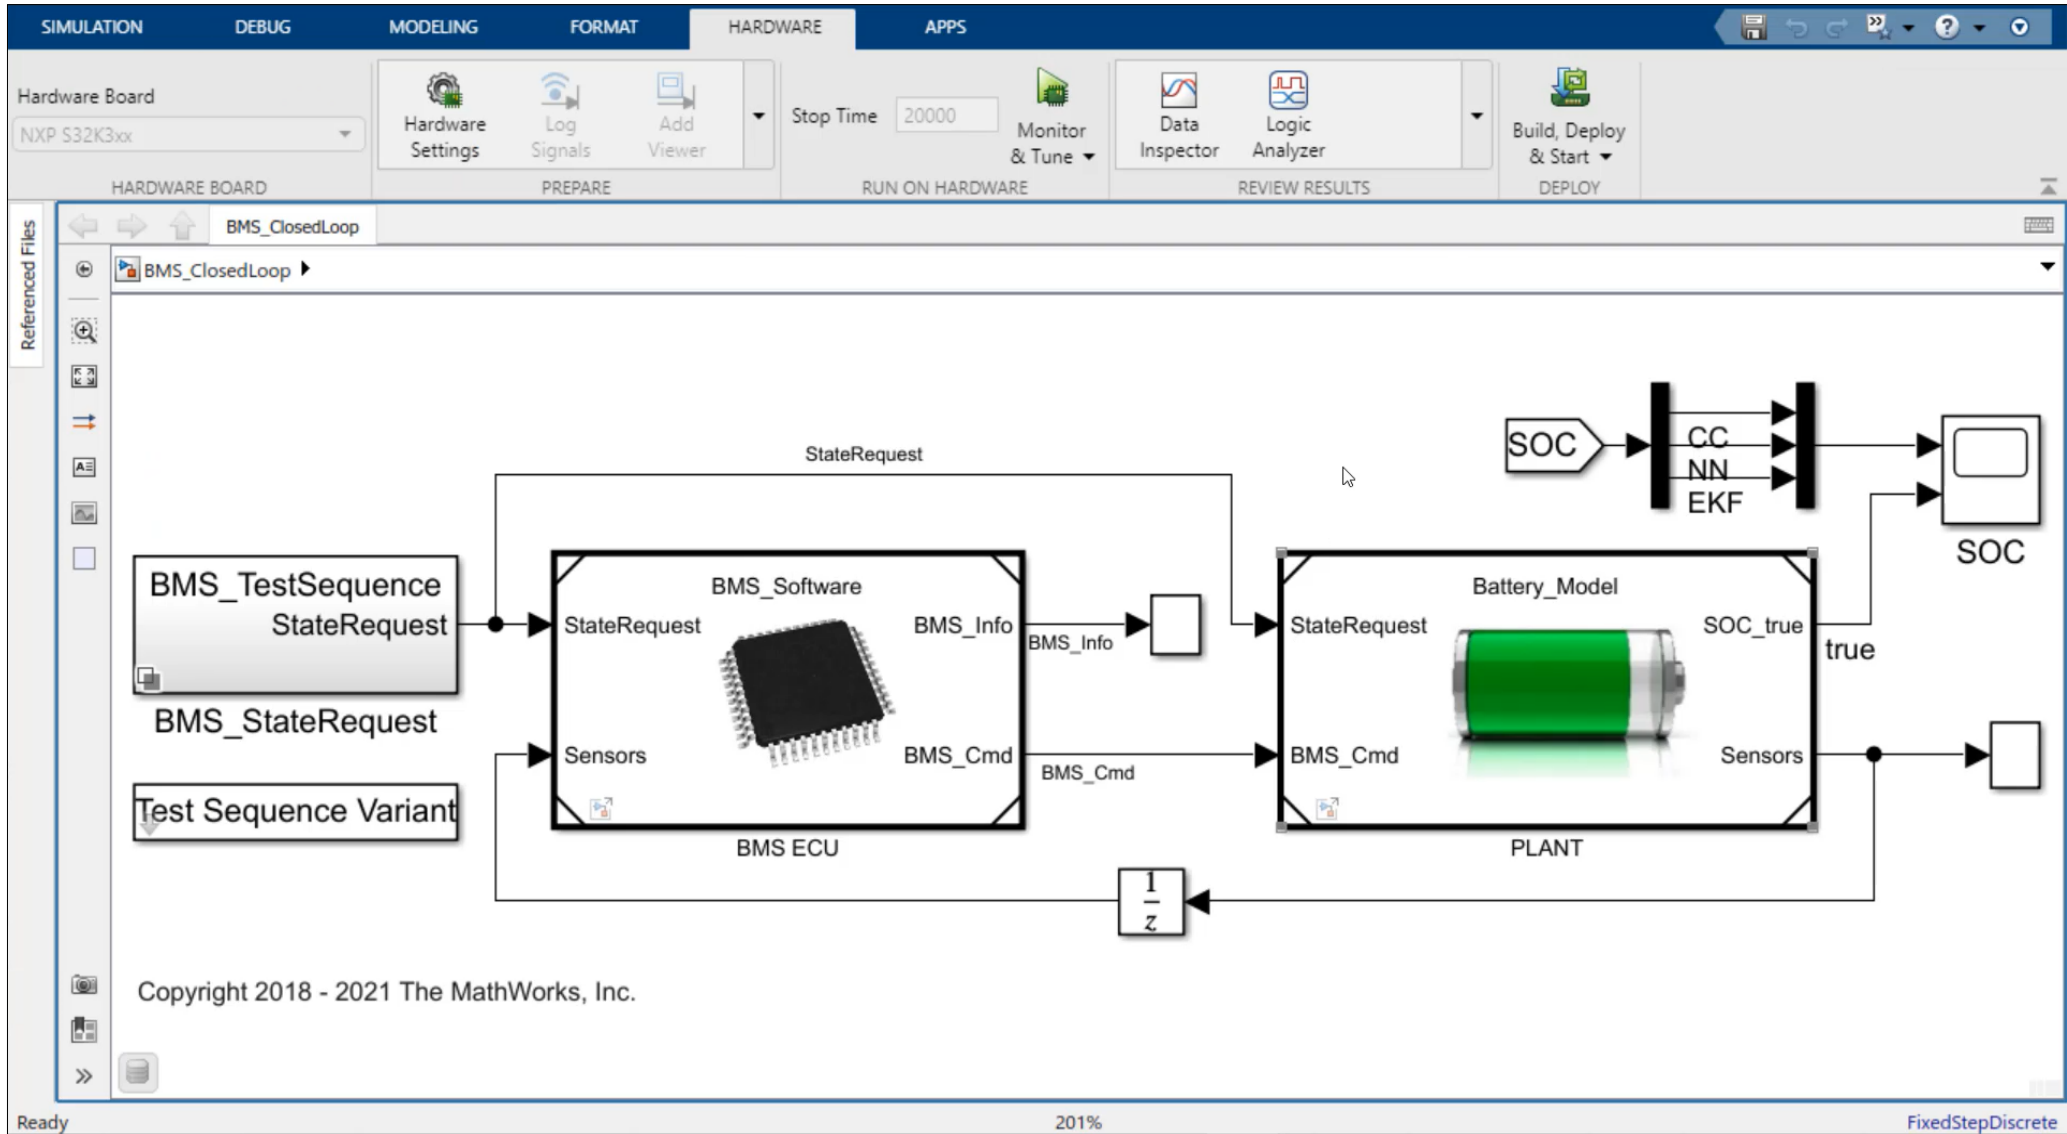 SIMULATION DEBUG MODELING FORMAT HARDWARE APPS
Hardware Board
NXP S32K3xx
Hardware
Settings
Log
Signals
Add
Viewer
Stop Time 20000
Monitor
& Tune
Data
Inspector
Logic
Analyzer
Build, Deploy
& Start
HARDWARE BOARD PREPARE RUN ON HARDWARE REVIEW RESULTS DEPLOY
Referenced Files
BMS_ClosedLoop
BMS_ClosedLoop
SOC
CC
NN
EKF
SOC
StateRequest
BMS_TestSequence
StateRequest
BMS_StateRequest
Test Sequence Variant
BMS_Software
StateRequest
BMS_Info
Sensors
BMS_Cmd
BMS ECU
BMS_Info
BMS_Cmd
Battery_Model
StateRequest
SOC_true
BMS_Cmd
Sensors
PLANT
true
1
z
Copyright 2018 - 2021 The MathWorks, Inc.
Ready 201% FixedStepDiscrete